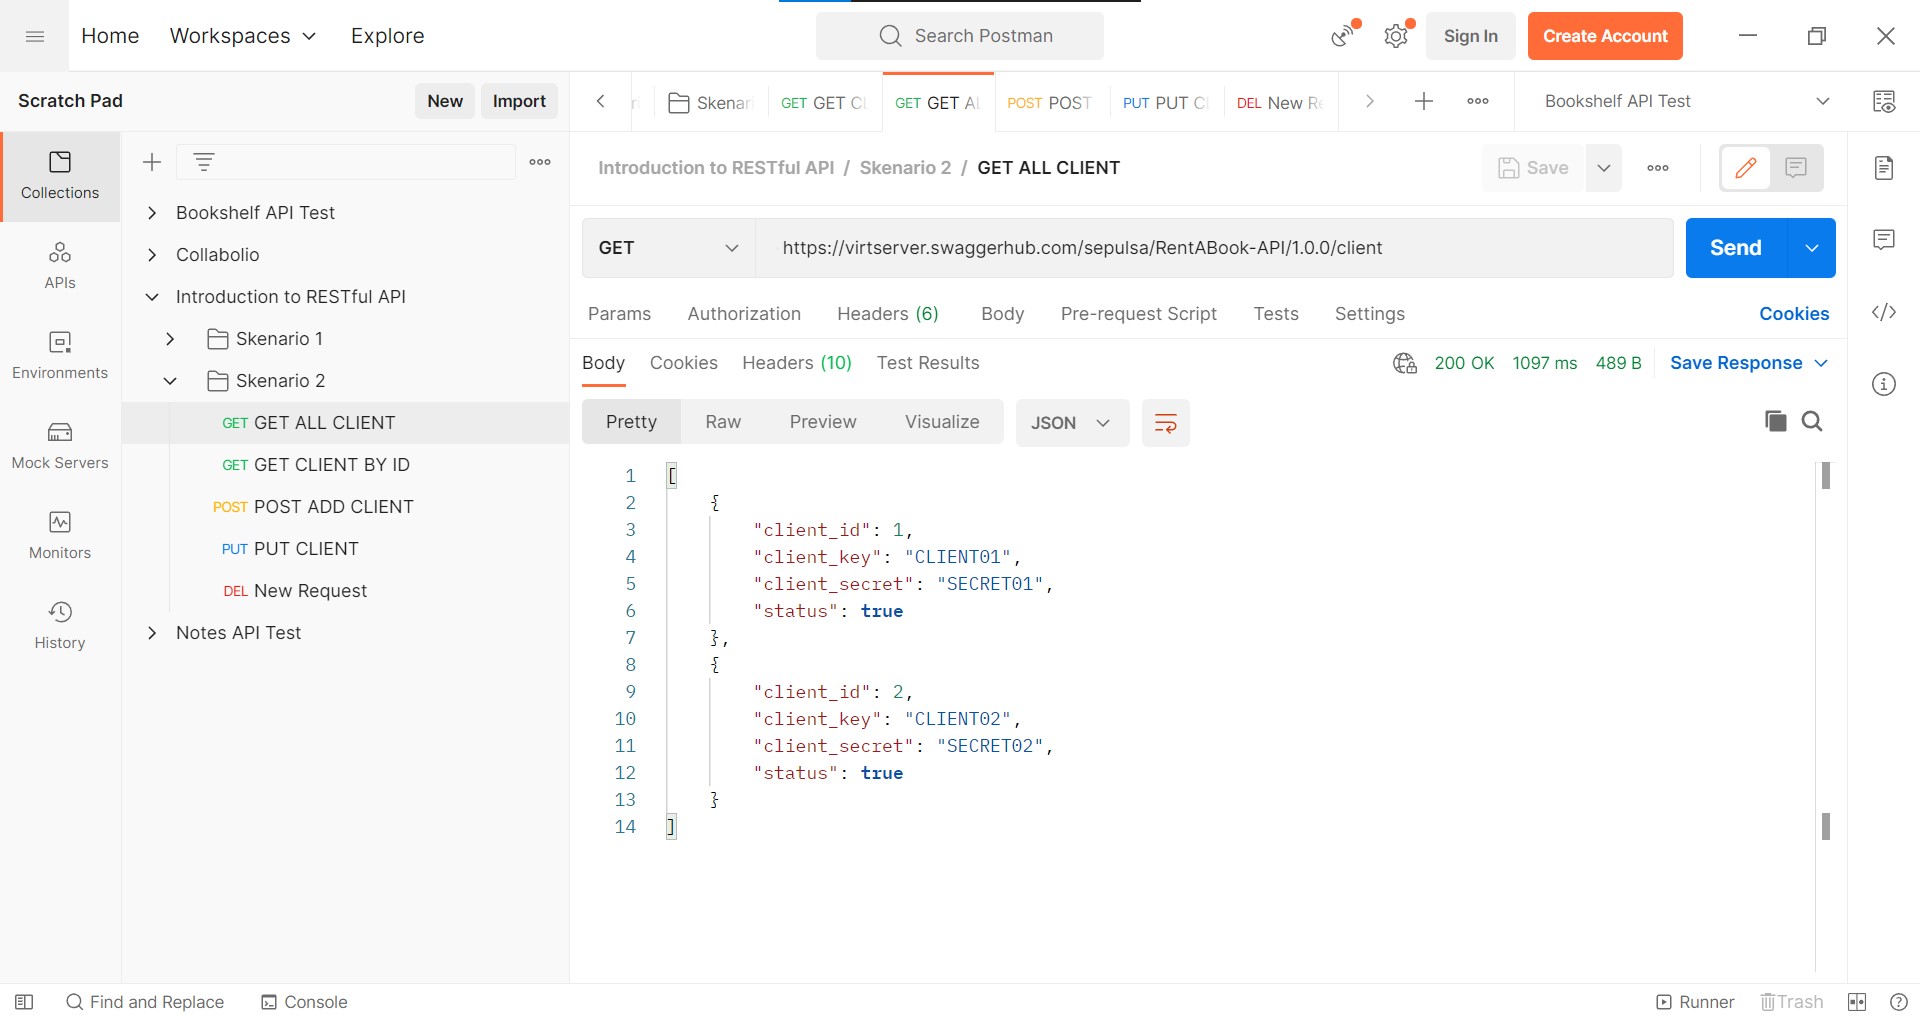 Home Workspaces Explore Search Postman Sign In Create Account
Scratch Pad New Import
Skenar GET GET CL GET GET AL POST POST PUT PUT Cl DEL New Re Bookshelf API Test
Introduction to RESTful API / Skenario 2 / GET ALL CLIENT Save
Collections
APIs
Environments
Mock Servers
Monitors
History
Bookshelf API Test
Collabolio
Introduction to RESTful API
Skenario 1
Skenario 2
GET GET ALL CLIENT
GET GET CLIENT BY ID
POST POST ADD CLIENT
PUT PUT CLIENT
DEL New Request
Notes API Test
GET https://virtserver.swaggerhub.com/sepulsa/RentABook-API/1.0.0/client Send
Params Authorization Headers (6) Body Pre-request Script Tests Settings Cookies
Body Cookies Headers (10) Test Results 200 OK 1097 ms 489 B Save Response
Pretty Raw Preview Visualize JSON
1 [
2 {
3 "client_id": 1,
4 "client_key": "CLIENT01",
5 "client_secret": "SECRET01",
6 "status": true
7 },
8 {
9 "client_id": 2,
10 "client_key": "CLIENT02",
11 "client_secret": "SECRET02",
12 "status": true
13 }
14 ]
Find and Replace Console Runner Trash